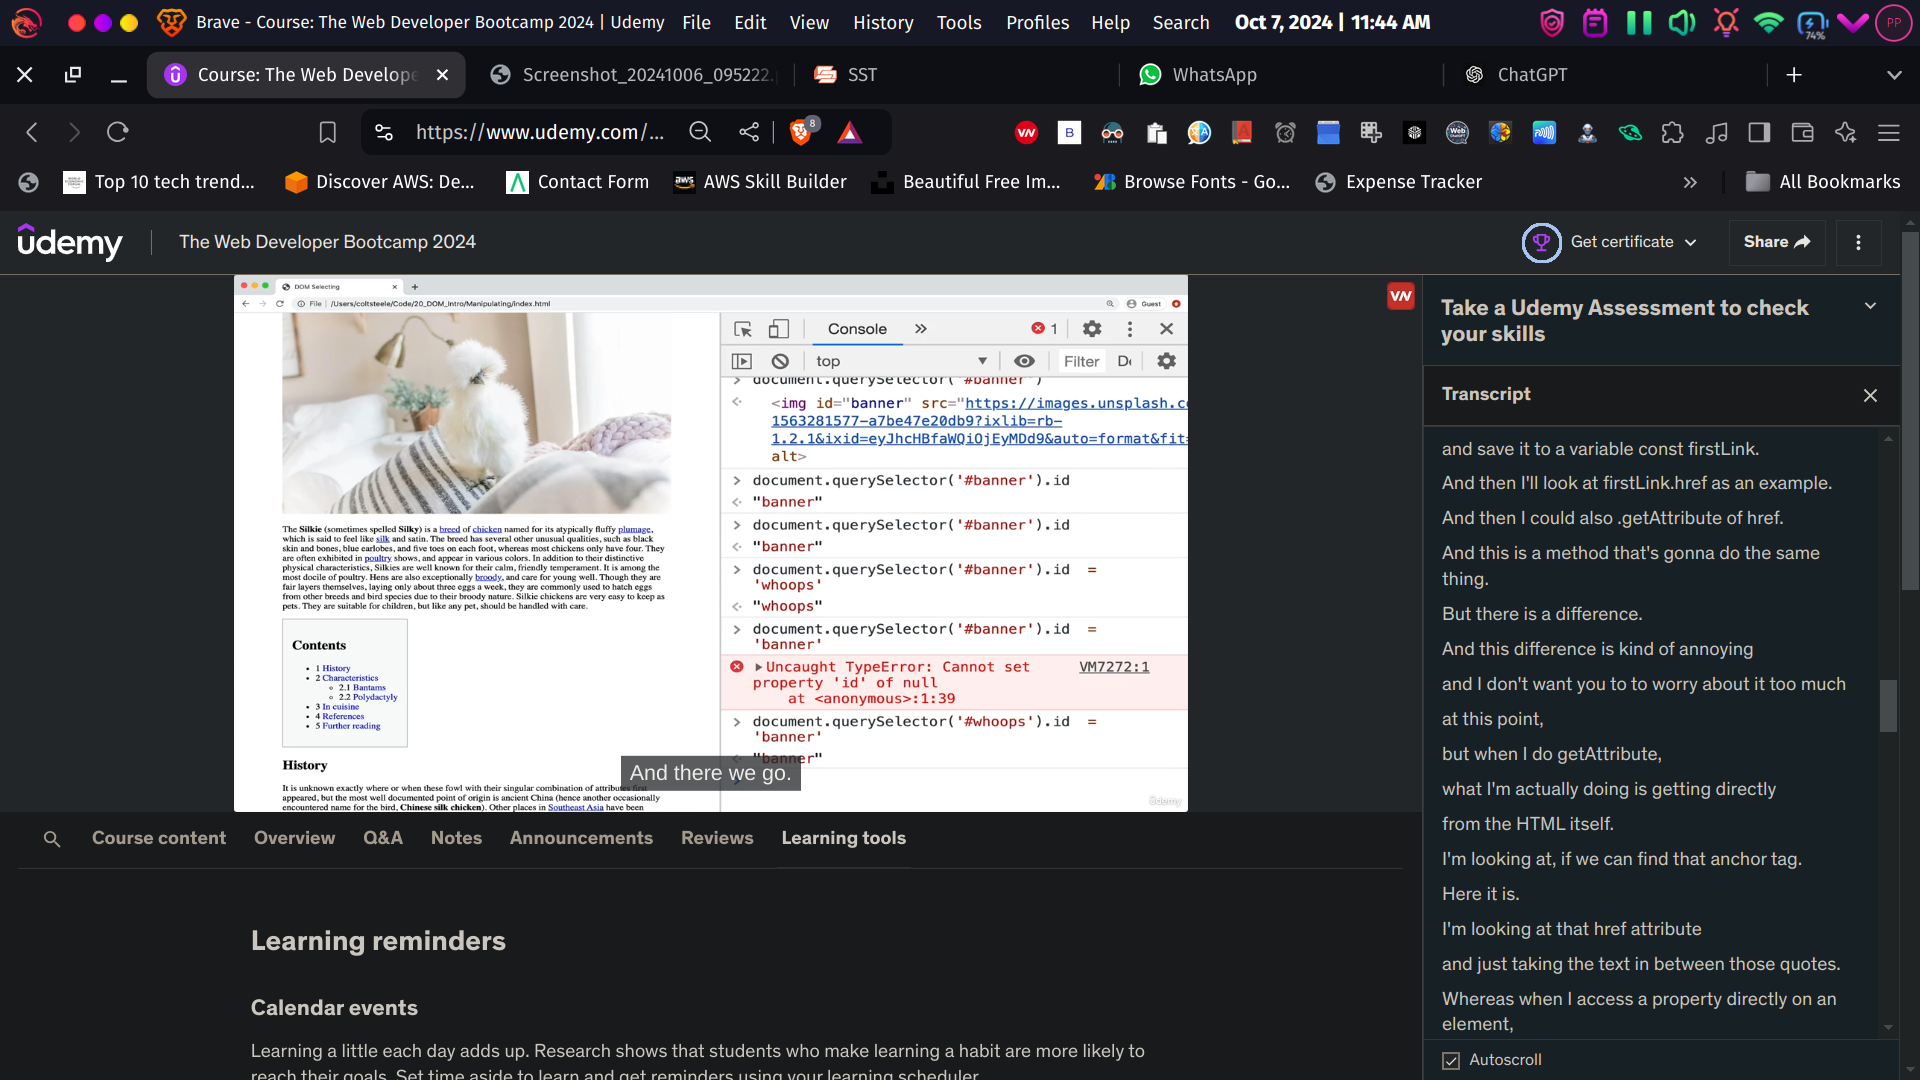 Brave - Course: The Web Developer Bootcamp 2024 | Udemy File Edit View History Tools Profiles Help Search Oct 7, 2024 | 11:44 AM 74% PP
Course: The Web Develope Screenshot_20241006_095222. SST WhatsApp ChatGPT
https://www.udemy.com/... 8
Top 10 tech trend... Discover AWS: De... Contact Form AWS Skill Builder Beautiful Free Im... Browse Fonts - Go... Expense Tracker All Bookmarks
udemy The Web Developer Bootcamp 2024 Get certificate Share
DOM Selecting
File | /Users/coltsteele/Code/20_DOM_Intro/Manipulating/index.html Guest
The Silkie (sometimes spelled Silky) is a breed of chicken named for its atypically fluffy plumage,
which is said to feel like silk and satin. The breed has several other unusual qualities, such as black
skin and bones, blue earlobes, and five toes on each foot, whereas most chickens only have four. They
are often exhibited in poultry shows, and appear in various colors. In addition to their distinctive
physical characteristics, Silkies are well known for their calm, friendly temperament. It is among the
most docile of poultry. Hens are also exceptionally broody, and care for young well. Though they are
fair layers themselves, laying only about three eggs a week, they are commonly used to hatch eggs
from other breeds and bird species due to their broody nature. Silkie chickens are very easy to keep as
pets. They are suitable for children, but like any pet, should be handled with care.
Contents
1 History
2 Characteristics
2.1 Bantams
2.2 Polydactyly
3 In cuisine
4 References
5 Further reading
History
It is unknown exactly where or when these fowl with their singular combination of attributes first
appeared, but the most well documented point of origin is ancient China (hence another occasionally
encountered name for the bird, Chinese silk chicken). Other places in Southeast Asia have been
Console 1
top Filter De
document.querySelector('#banner')
<img id="banner" src="https://images.unsplash.co
1563281577-a7be47e20db9?ixlib=rb-
1.2.1&ixid=eyJhcHBfaWQiOjEyMDd9&auto=format&fit=
alt>
document.querySelector('#banner').id
"banner"
document.querySelector('#banner').id
"banner"
document.querySelector('#banner').id =
'whoops'
"whoops"
document.querySelector('#banner').id =
'banner'
Uncaught TypeError: Cannot set VM7272:1
property 'id' of null
at <anonymous>:1:39
document.querySelector('#whoops').id =
'banner'
"banner"
And there we go.
udemy
Take a Udemy Assessment to check
your skills
Transcript
and save it to a variable const firstLink.
And then I'll look at firstLink.href as an example.
And then I could also .getAttribute of href.
And this is a method that's gonna do the same
thing.
But there is a difference.
And this difference is kind of annoying
and I don't want you to to worry about it too much
at this point,
but when I do getAttribute,
what I'm actually doing is getting directly
from the HTML itself.
I'm looking at, if we can find that anchor tag.
Here it is.
I'm looking at that href attribute
and just taking the text in between those quotes.
Whereas when I access a property directly on an
element,
Autoscroll
Course content Overview Q&A Notes Announcements Reviews Learning tools
Learning reminders
Calendar events
Learning a little each day adds up. Research shows that students who make learning a habit are more likely to
reach their goals. Set time aside to learn and get reminders using your learning scheduler.